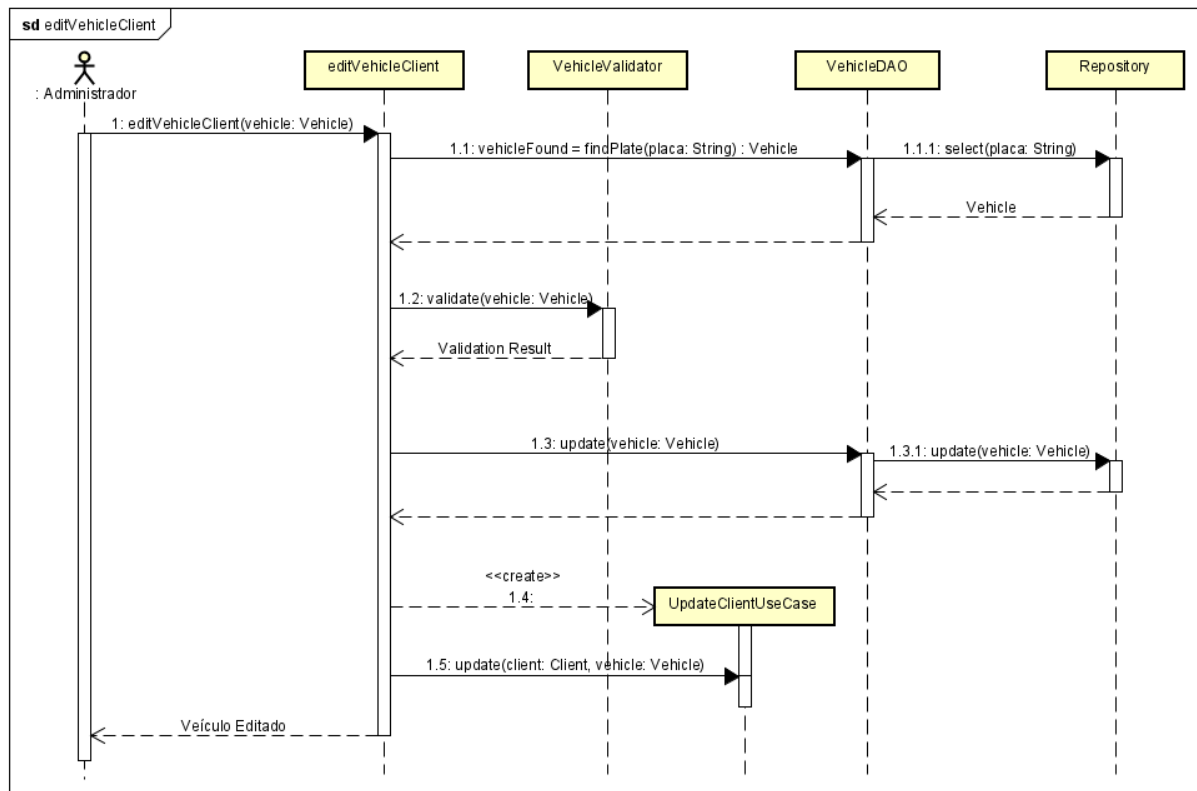 sd editVehicleClient
: Administrador
editVehicleClient
VehicleValidator
VehicleDAO
Repository
1: editVehicleClient(vehicle: Vehicle)
1.1: vehicleFound = findPlate(placa: String) : Vehicle
1.1.1: select(placa: String)
Vehicle
1.2: validate(vehicle: Vehicle)
Validation Result
1.3: update(vehicle: Vehicle)
1.3.1: update(vehicle: Vehicle)
<<create>>
1.4:
UpdateClientUseCase
1.5: update(client: Client, vehicle: Vehicle)
Veículo Editado